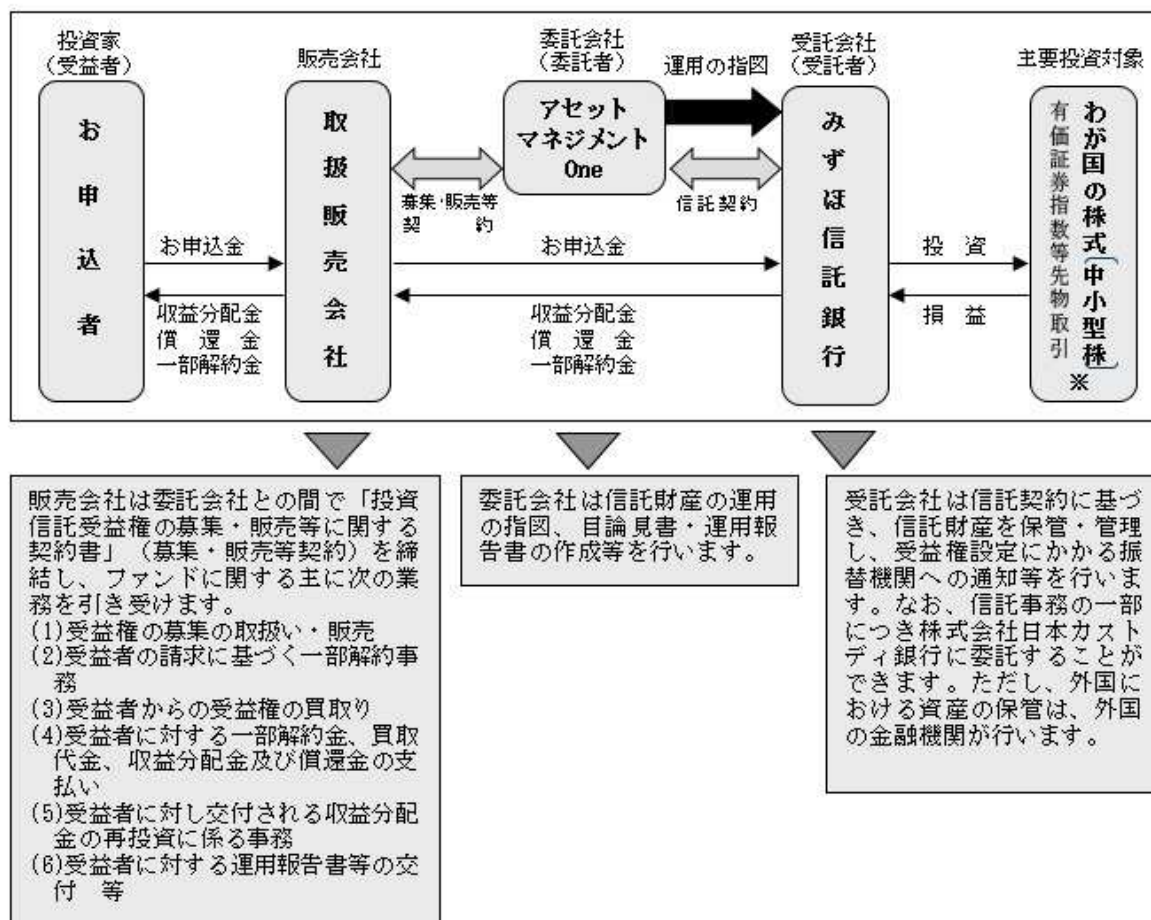 投資家
（受益者）
お申込者
販売会社
取扱販売会社
委託会社
（委託者）
アセット
マネジメント
One
運用の指図
受託会社
（受託者）
みずほ信託銀行
主要投資対象
わが国の株式（中小型株）
※
有価証券指数等先物取引
募集・販売等
契　　　約
信託契約
お申込金
収益分配金
償　還　金
一部解約金
お申込金
収益分配金
償　還　金
一部解約金
投　資
損　益
販売会社は委託会社との間で「投資
信託受益権の募集・販売等に関する
契約書」（募集・販売等契約）を締
結し、ファンドに関する主に次の業
務を引き受けます。
(1)受益権の募集の取扱い・販売
(2)受益者の請求に基づく一部解約事
務
(3)受益者からの受益権の買取り
(4)受益者に対する一部解約金、買取
代金、収益分配金及び償還金の支
払い
(5)受益者に対し交付される収益分配
金の再投資に係る事務
(6)受益者に対する運用報告書等の交
付　等
委託会社は信託財産の運用
の指図、目論見書・運用報
告書の作成等を行います。
受託会社は信託契約に基づ
き、信託財産を保管・管理
し、受益権設定にかかる振
替機関への通知等を行いま
す。なお、信託事務の一部
につき株式会社日本カスト
ディ銀行に委託することが
できます。ただし、外国に
おける資産の保管は、外国
の金融機関が行います。